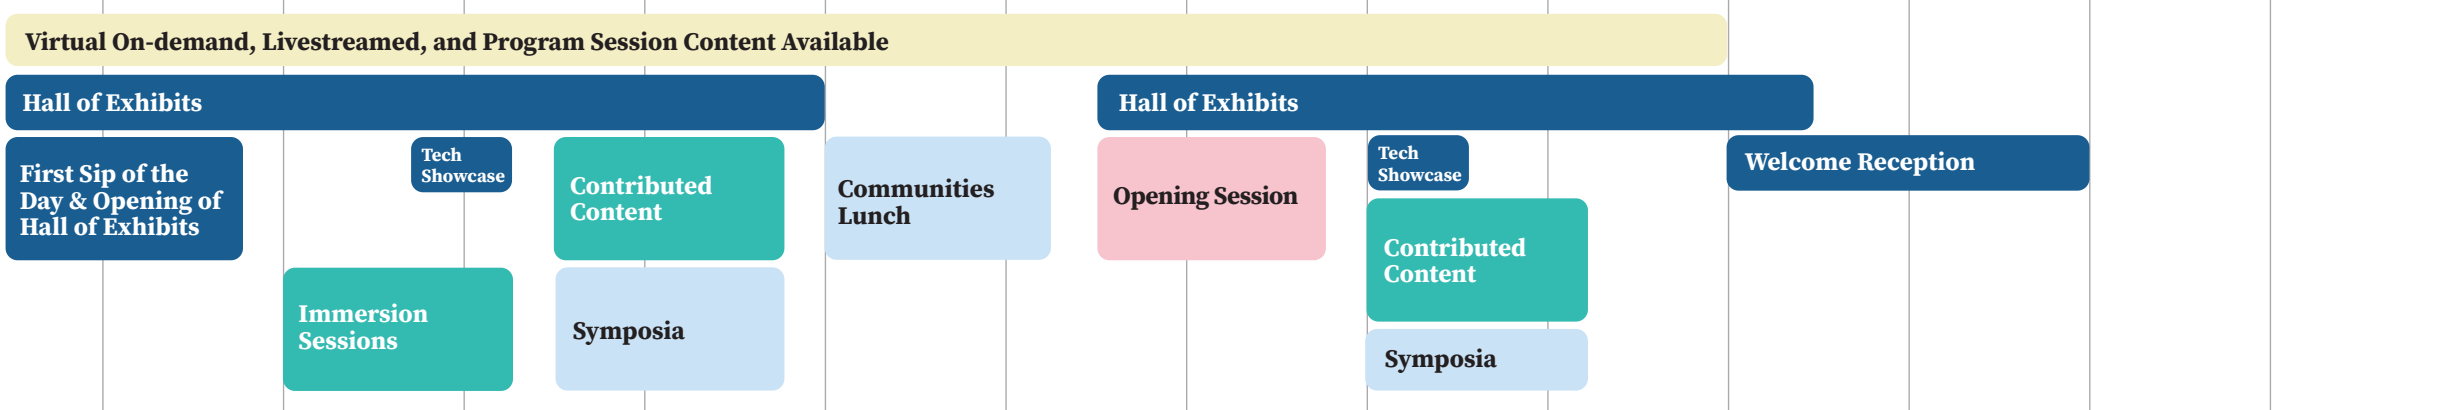 Virtual On-demand, Livestreamed, and Program Session Content Available
Hall of Exhibits
Hall of Exhibits
First Sip of the
Day & Opening of
Hall of Exhibits
Tech
Showcase
Contributed
Content
Communities
Lunch
Opening Session
Tech
Showcase
Welcome Reception
Contributed
Content
Immersion
Sessions
Symposia
Symposia